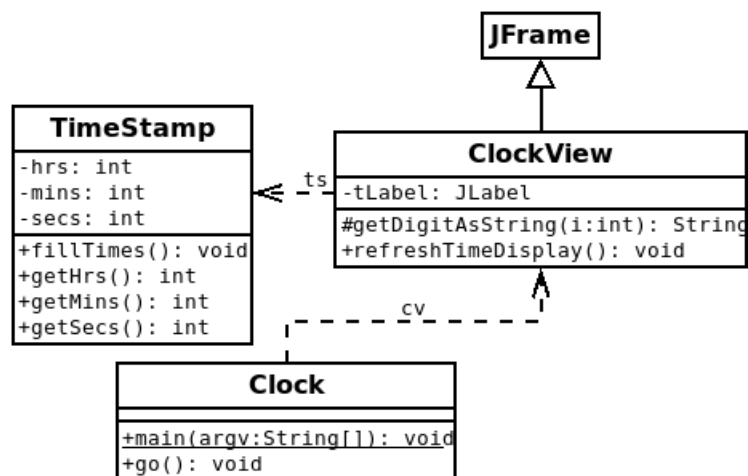 JFrame
TimeStamp
-hrs: int
-mins: int
-secs: int
+fillTimes(): void
+getHrs(): int
+getMins(): int
+getSecs(): int
ts
ClockView
-tLabel: JLabel
#getDigitAsString(i:int): String
+refreshTimeDisplay(): void
cv
Clock
+main(argv:String[]): void
+go(): void